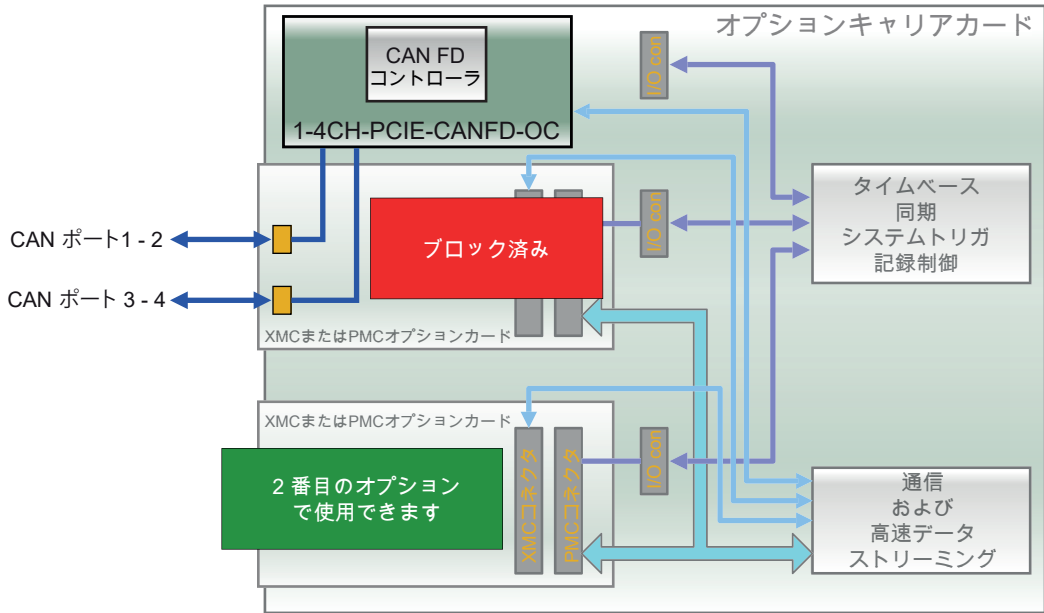 オプションキャリアカード
CAN FD
コントローラ
1-4CH-PCIE-CANFD-OC
I/O con
CAN ポート1 - 2
CAN ポート 3 - 4
ブロック済み
I/O con
XMCまたはPMCオプションカード
タイムベース
同期
システムトリガ
記録制御
XMCまたはPMCオプションカード
2 番目のオプション
で使用できます
XMCコネクタ
PMCコネクタ
I/O con
通信
および
高速データ
ストリーミング